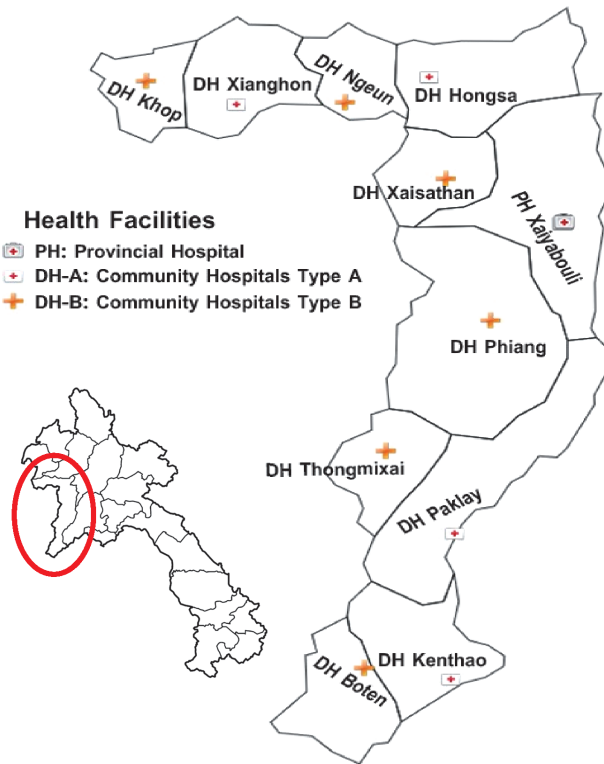 DH Khop
DH Xianghon
DH Ngeun
DH Hongsa
DH Xaisathan
PH Xaiyabouli
Health Facilities
PH: Provincial Hospital
DH-A: Community Hospitals Type A
DH-B: Community Hospitals Type B
DH Phiang
DH Thongmixai
DH Paklay
DH Kenthao
DH Boten